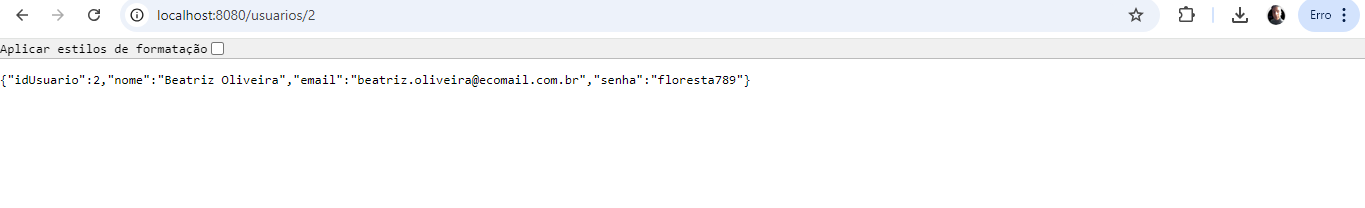 localhost:8080/usuarios/2
Erro
Aplicar estilos de formatação
{"idUsuario":2,"nome":"Beatriz Oliveira","email":"beatriz.oliveira@ecomail.com.br","senha":"floresta789"}